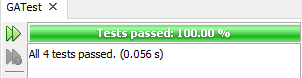 GATest
Tests passed: 100.00 %
All 4 tests passed. (0.056 s)